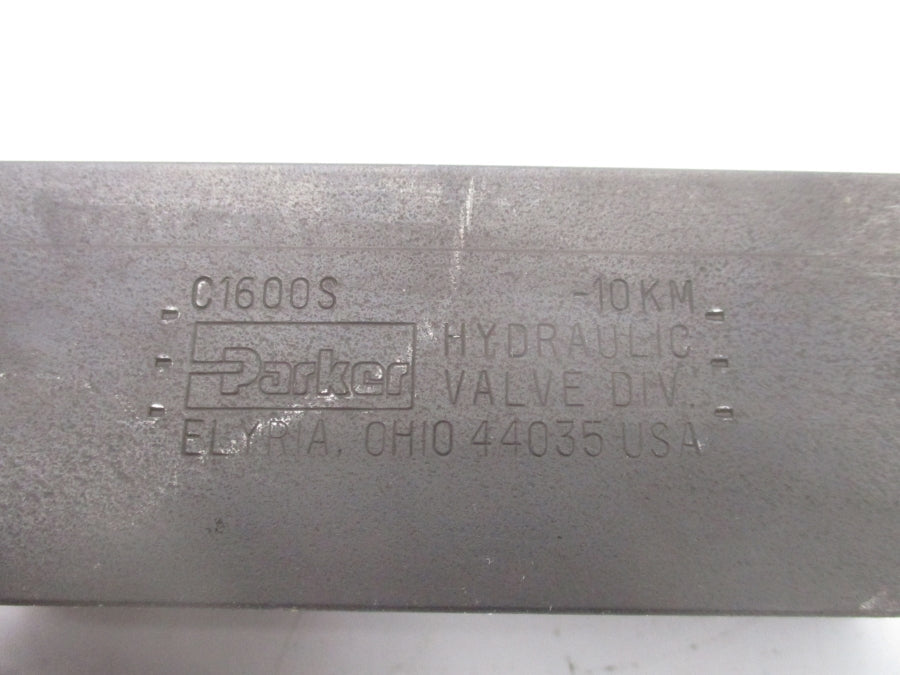 C1600S -10KM
Parker HYDRAULIC
VALVE DIV.
ELYRIA, OHIO 44035 USA